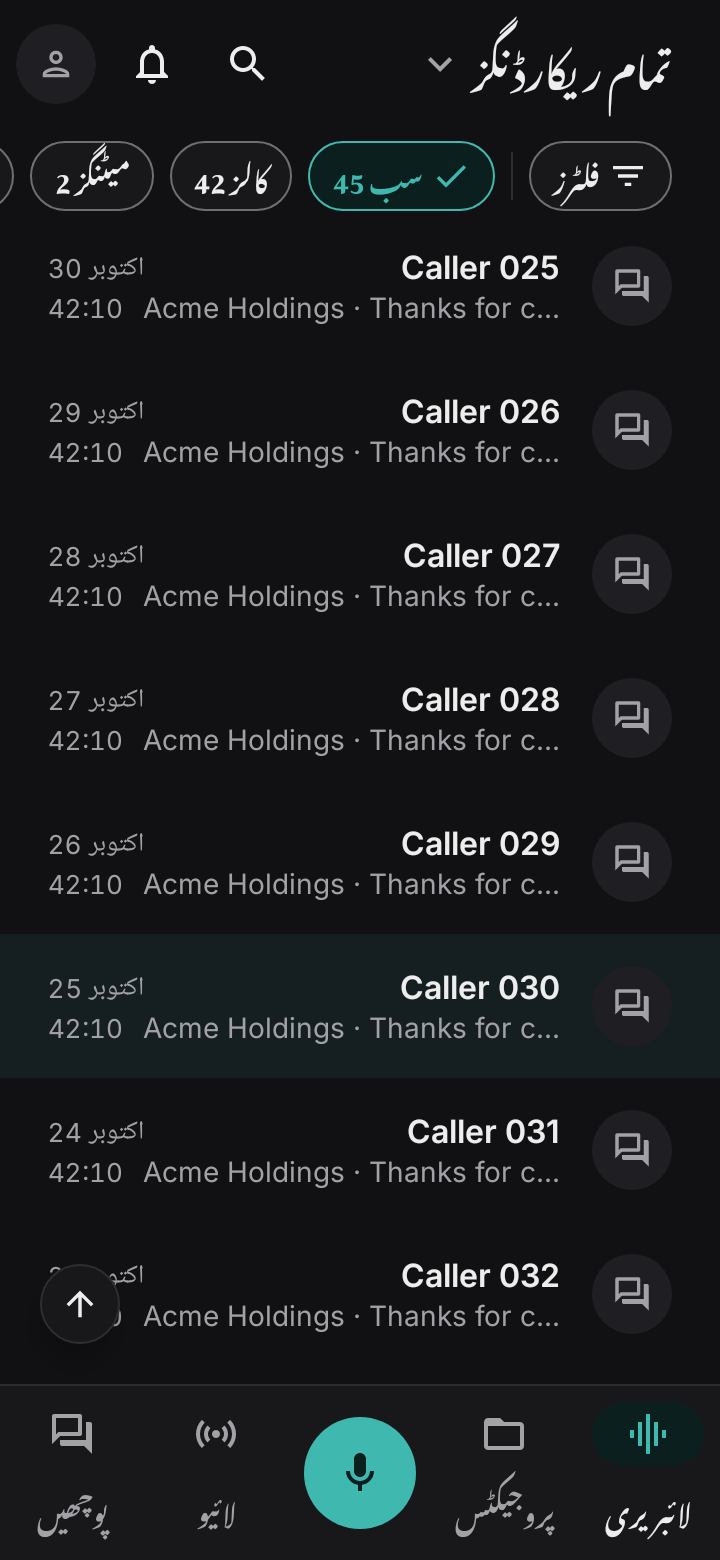 تمام ریکارڈنگز
فلٹرز
سب 45
کالز 42
میٹنگز 2
Caller 025
30 اکتوبر
Acme Holdings · Thanks for c...
42:10
Caller 026
29 اکتوبر
Acme Holdings · Thanks for c...
42:10
Caller 027
28 اکتوبر
Acme Holdings · Thanks for c...
42:10
Caller 028
27 اکتوبر
Acme Holdings · Thanks for c...
42:10
Caller 029
26 اکتوبر
Acme Holdings · Thanks for c...
42:10
Caller 030
25 اکتوبر
Acme Holdings · Thanks for c...
42:10
Caller 031
24 اکتوبر
Acme Holdings · Thanks for c...
42:10
Caller 032
Acme Holdings · Thanks for c...
لائبریری
پروجیکٹس
لائیو
پوچھیں